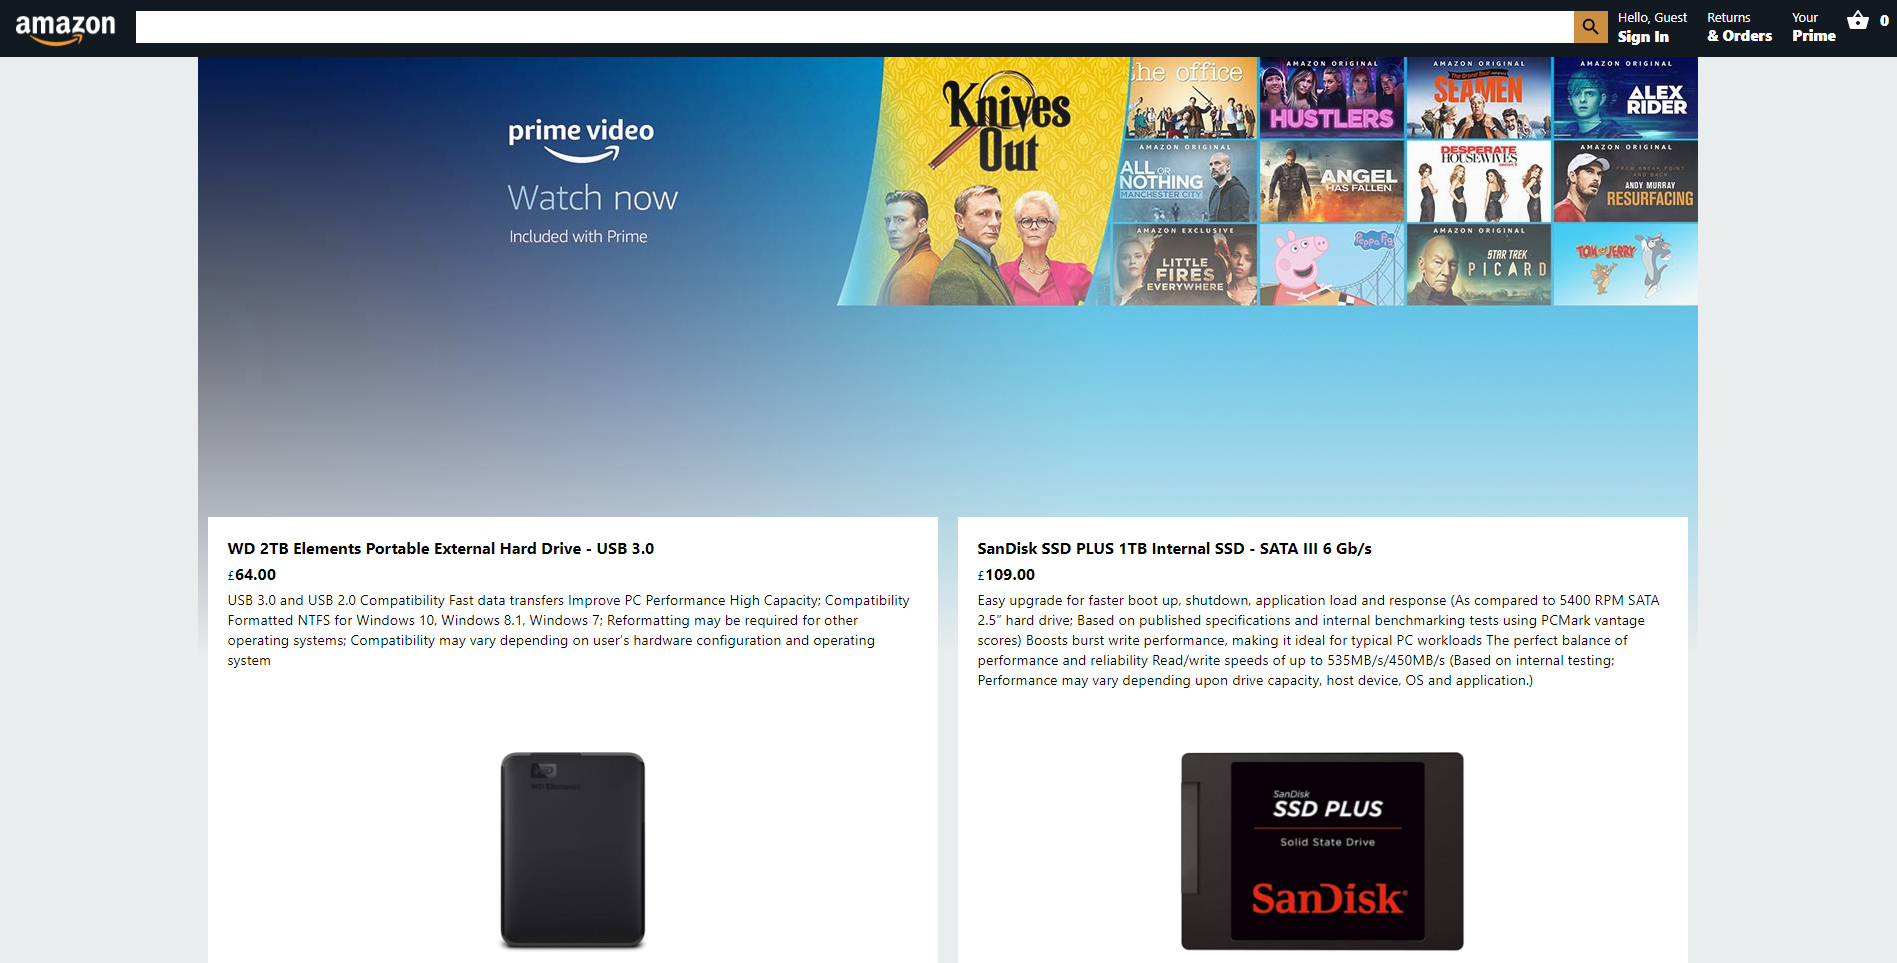 amazon
Hello, Guest
Sign In
Returns
& Orders
Your
Prime
0
prime video
Watch now
Included with Prime
Knives
Out
the office
AMAZON ORIGINAL
HUSTLERS
AMAZON ORIGINAL
The Grand Tour
SEAMEN
AMAZON ORIGINAL
ALEX
RIDER
AMAZON ORIGINAL
ALL OR
NOTHING
MANCHESTER CITY
ANGEL
HAS FALLEN
DESPERATE
HOUSEWIVES
AMAZON ORIGINAL
FROM BREAK POINT
AND BACK
ANDY MURRAY
RESURFACING
AMAZON EXCLUSIVE
LITTLE
FIRES
EVERYWHERE
Peppa Pig
AMAZON ORIGINAL
STAR TREK
PICARD
TOM AND JERRY
WD 2TB Elements Portable External Hard Drive - USB 3.0
£64.00
USB 3.0 and USB 2.0 Compatibility Fast data transfers Improve PC Performance High Capacity; Compatibility
Formatted NTFS for Windows 10, Windows 8.1, Windows 7; Reformatting may be required for other
operating systems; Compatibility may vary depending on user's hardware configuration and operating
system
WD
WD Elements
SanDisk SSD PLUS 1TB Internal SSD - SATA III 6 Gb/s
£109.00
Easy upgrade for faster boot up, shutdown, application load and response (As compared to 5400 RPM SATA
2.5” hard drive; Based on published specifications and internal benchmarking tests using PCMark vantage
scores) Boosts burst write performance, making it ideal for typical PC workloads The perfect balance of
performance and reliability Read/write speeds of up to 535MB/s/450MB/s (Based on internal testing;
Performance may vary depending upon drive capacity, host device, OS and application.)
SanDisk
SSD PLUS
Solid State Drive
SanDisk